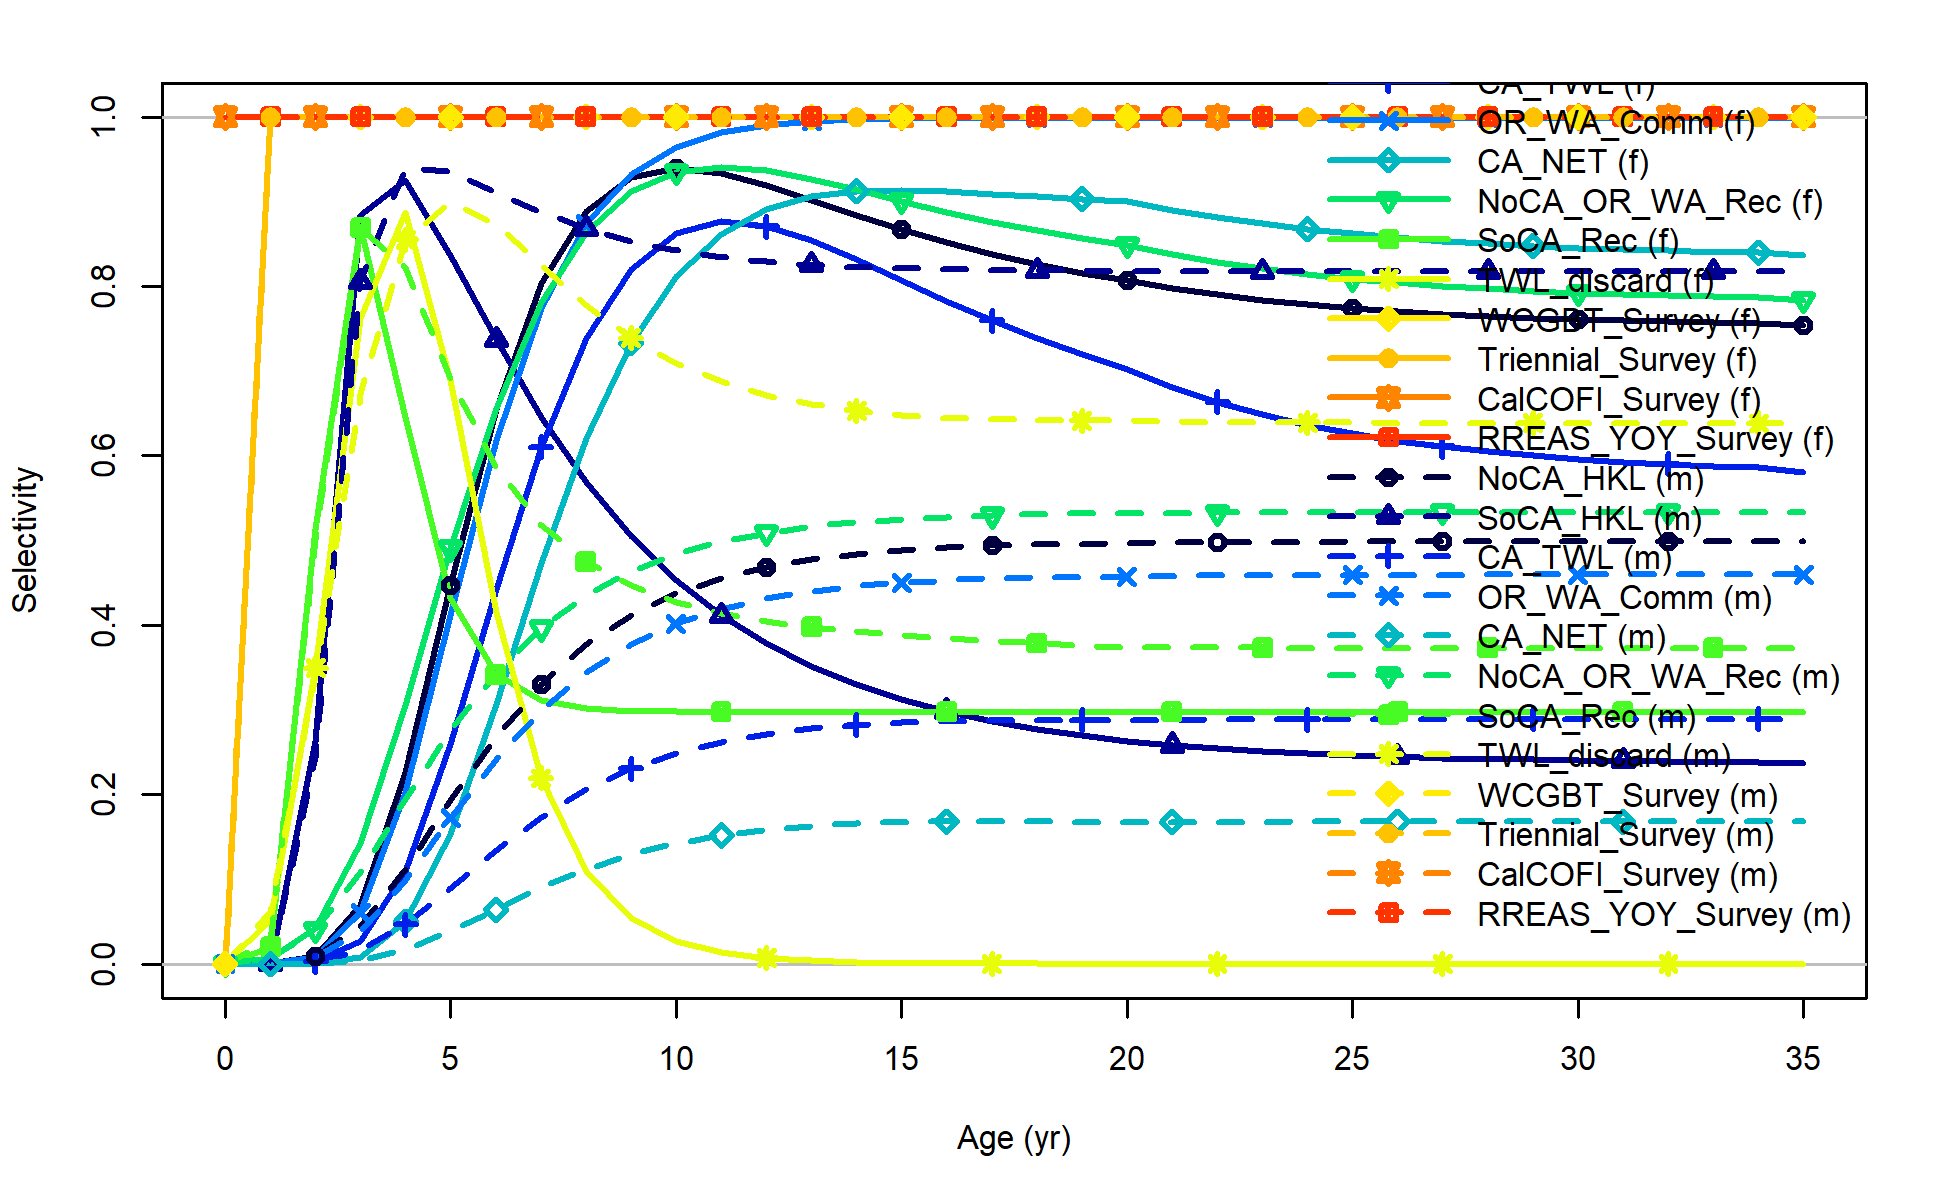 CA_TWL (f)
OR_WA_Comm (f)
CA_NET (f)
NoCA_OR_WA_Rec (f)
SoCA_Rec (f)
TWL_discard (f)
WCGBT_Survey (f)
Triennial_Survey (f)
CalCOFI_Survey (f)
RREAS_YOY_Survey (f)
NoCA_HKL (m)
SoCA_HKL (m)
CA_TWL (m)
OR_WA_Comm (m)
CA_NET (m)
NoCA_OR_WA_Rec (m)
SoCA_Rec (m)
TWL_discard (m)
WCGBT_Survey (m)
Triennial_Survey (m)
CalCOFI_Survey (m)
RREAS_YOY_Survey (m)
1.0
0.8
0.6
0.4
0.2
0.0
Selectivity
0 5 10 15 20 25 30 35
Age (yr)